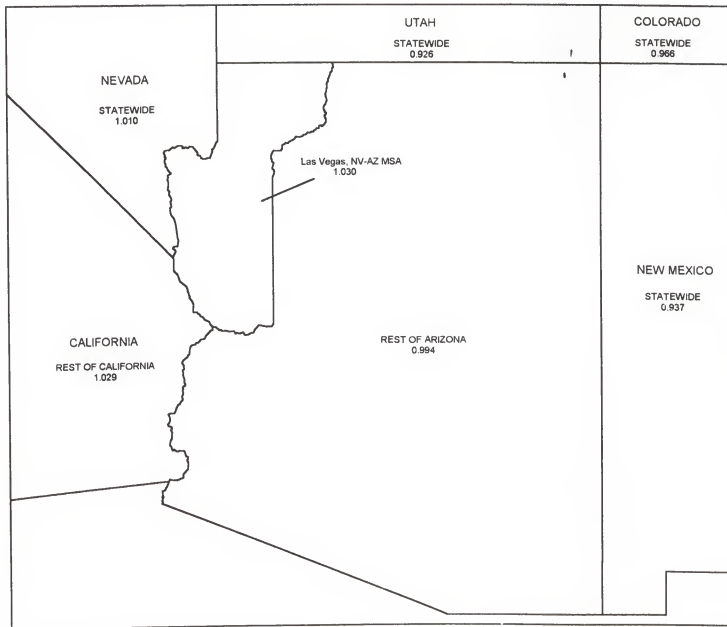 UTAH
STATEWIDE
0.926
COLORADO
STATEWIDE
0.966
NEVADA
STATEWIDE
1.010
Las Vegas, NV-AZ MSA
1.030
NEW MEXICO
STATEWIDE
0.937
CALIFORNIA
REST OF CALIFORNIA
1.029
REST OF ARIZONA
0.994